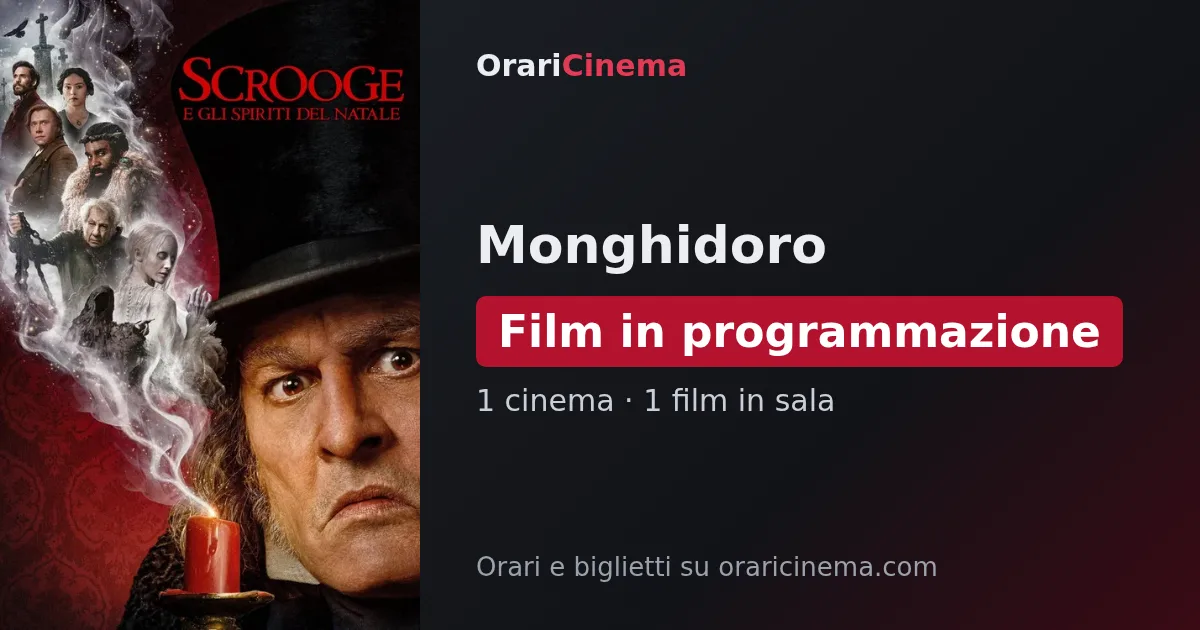 SCROOGE
E GLI SPIRITI DEL NATALE
OrariCinema
Monghidoro
Film in programmazione
1 cinema · 1 film in sala
Orari e biglietti su oraricinema.com